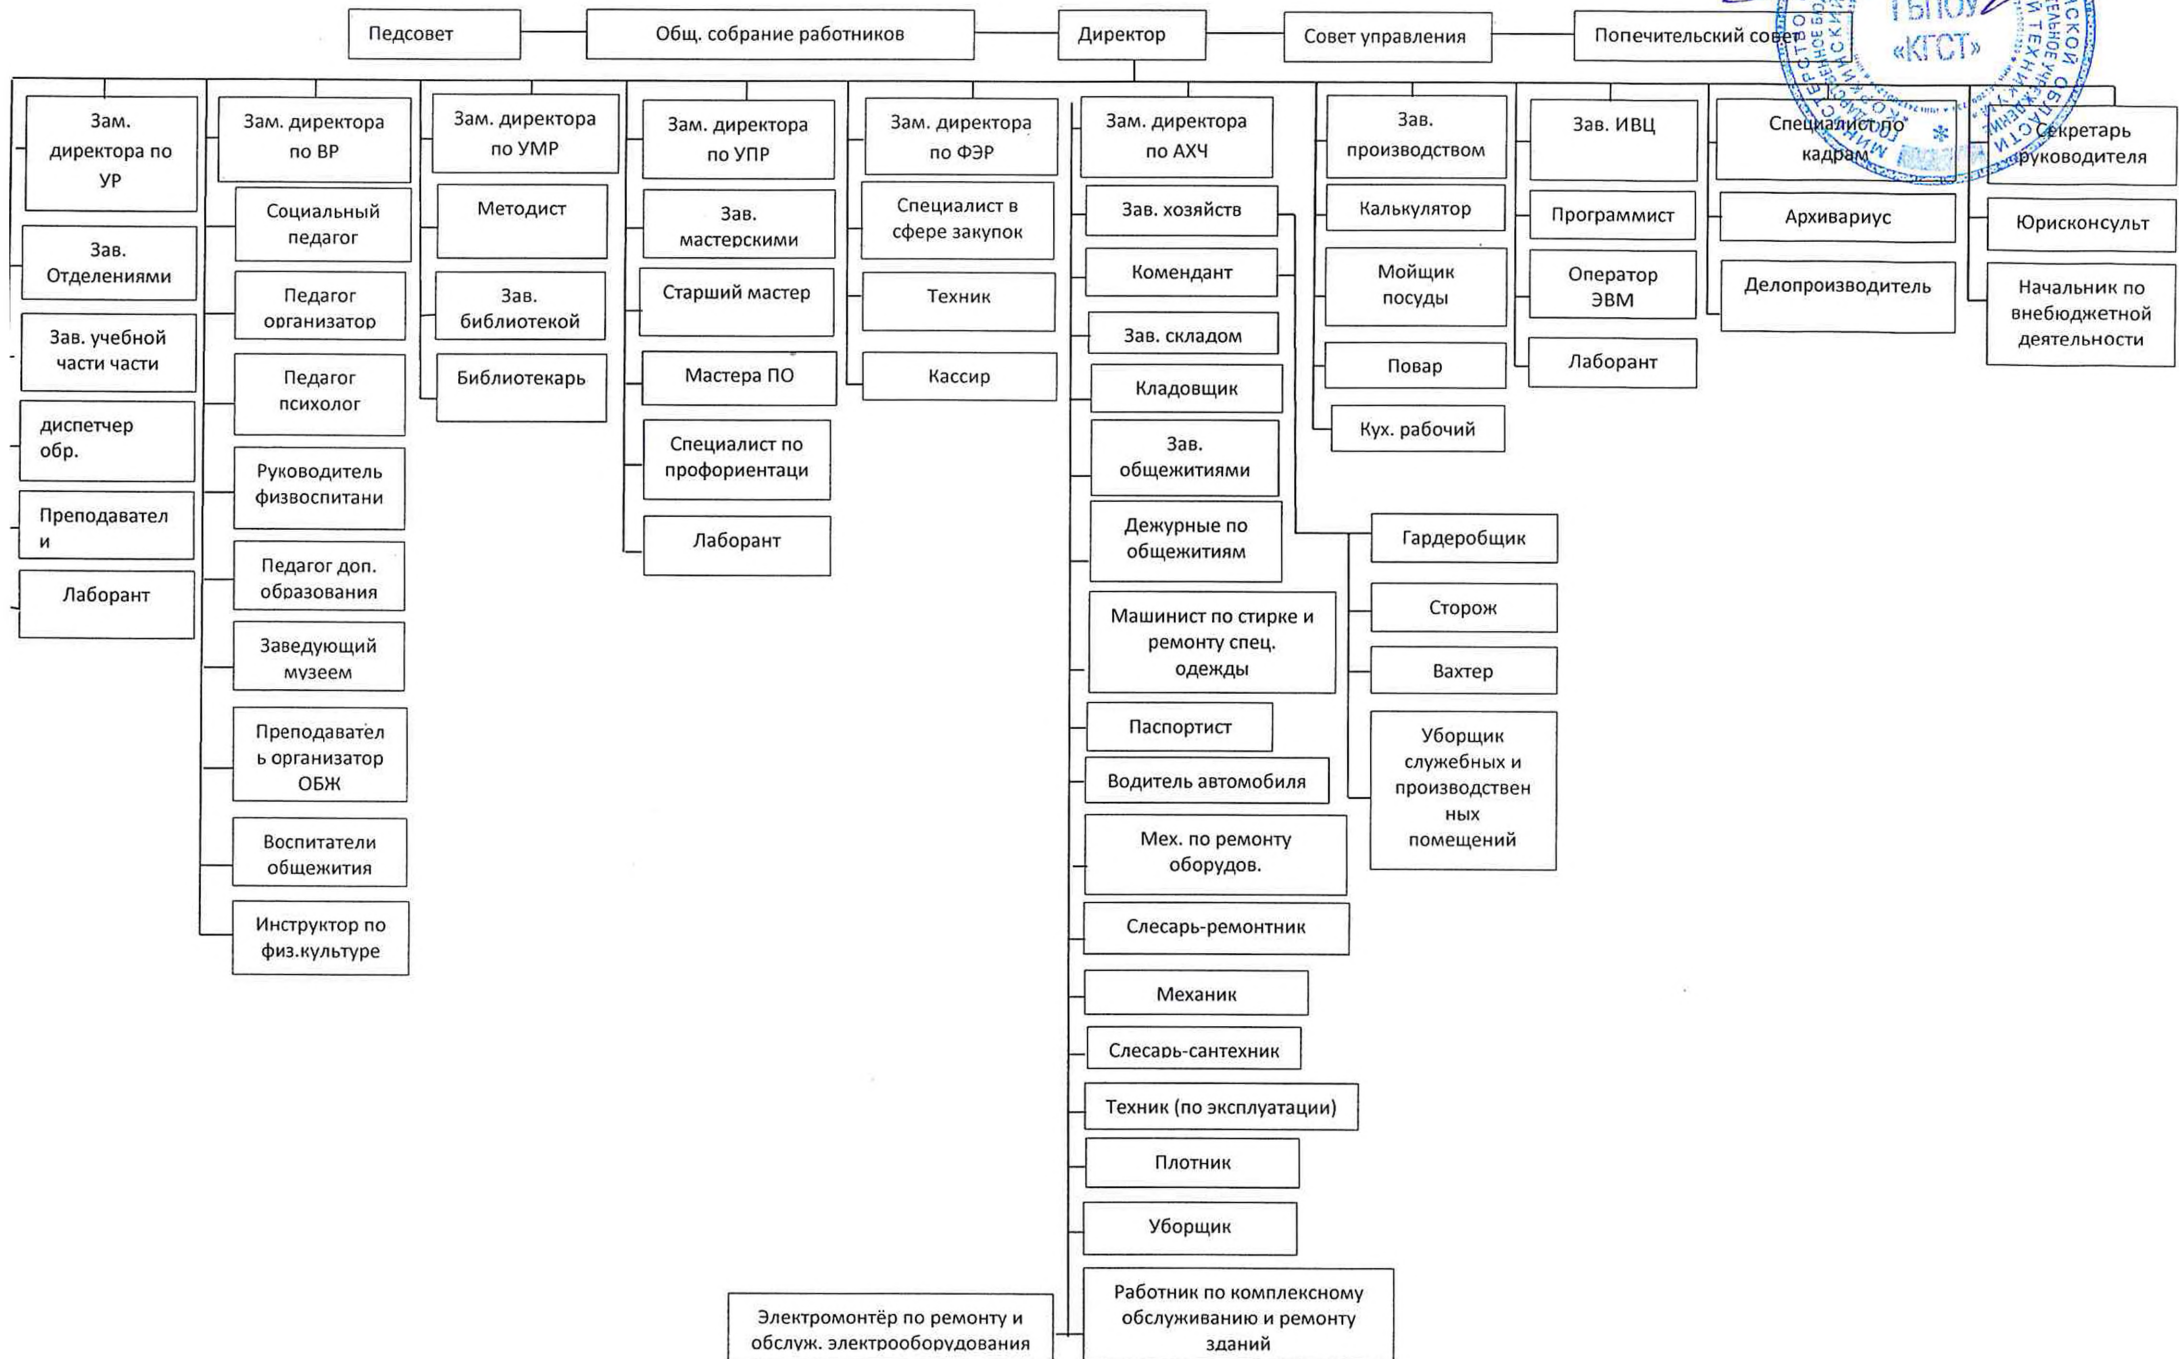 Педсовет
Общ. собрание работников
Директор
Совет управления
Попечительский совет
ГБПОУ
«КГСТ»
Зам.
директора по
УР
Зав.
Отделениями
Зав. учебной
части части
диспетчер
обр.
Преподавател
и
Лаборант
Зам. директора
по ВР
Социальный
педагог
Педагог
организатор
Педагог
психолог
Руководитель
физвоспитани
Педагог доп.
образования
Заведующий
музеем
Преподавател
ь организатор
ОБЖ
Воспитатели
общежития
Инструктор по
физ.культуре
Зам. директора
по УМР
Методист
Зав.
библиотекой
Библиотекарь
Зам. директора
по УПР
Зав.
мастерскими
Старший мастер
Мастера ПО
Специалист по
профориентаци
Лаборант
Зам. директора
по ФЭР
Специалист в
сфере закупок
Техник
Кассир
Зам. директора
по АХЧ
Зав. хозяйств
Комендант
Зав. складом
Кладовщик
Зав.
общежитиями
Дежурные по
общежитиям
Машинист по стирке и
ремонту спец.
одежды
Паспортист
Водитель автомобиля
Мех. по ремонту
оборудов.
Слесарь-ремонтник
Механик
Слесарь-сантехник
Техник (по эксплуатации)
Плотник
Уборщик
Работник по комплексному
обслуживанию и ремонту
зданий
Электромонтёр по ремонту и
обслуж. электрооборудования
Гардеробщик
Сторож
Вахтер
Уборщик
служебных и
производствен
ных
помещений
Зав.
производством
Калькулятор
Мойщик
посуды
Повар
Кух. рабочий
Зав. ИВЦ
Программист
Оператор
ЭВМ
Лаборант
Специалист по
кадрам
Архивариус
Делопроизводитель
Секретарь
руководителя
Юрисконсульт
Начальник по
внебюджетной
деятельности